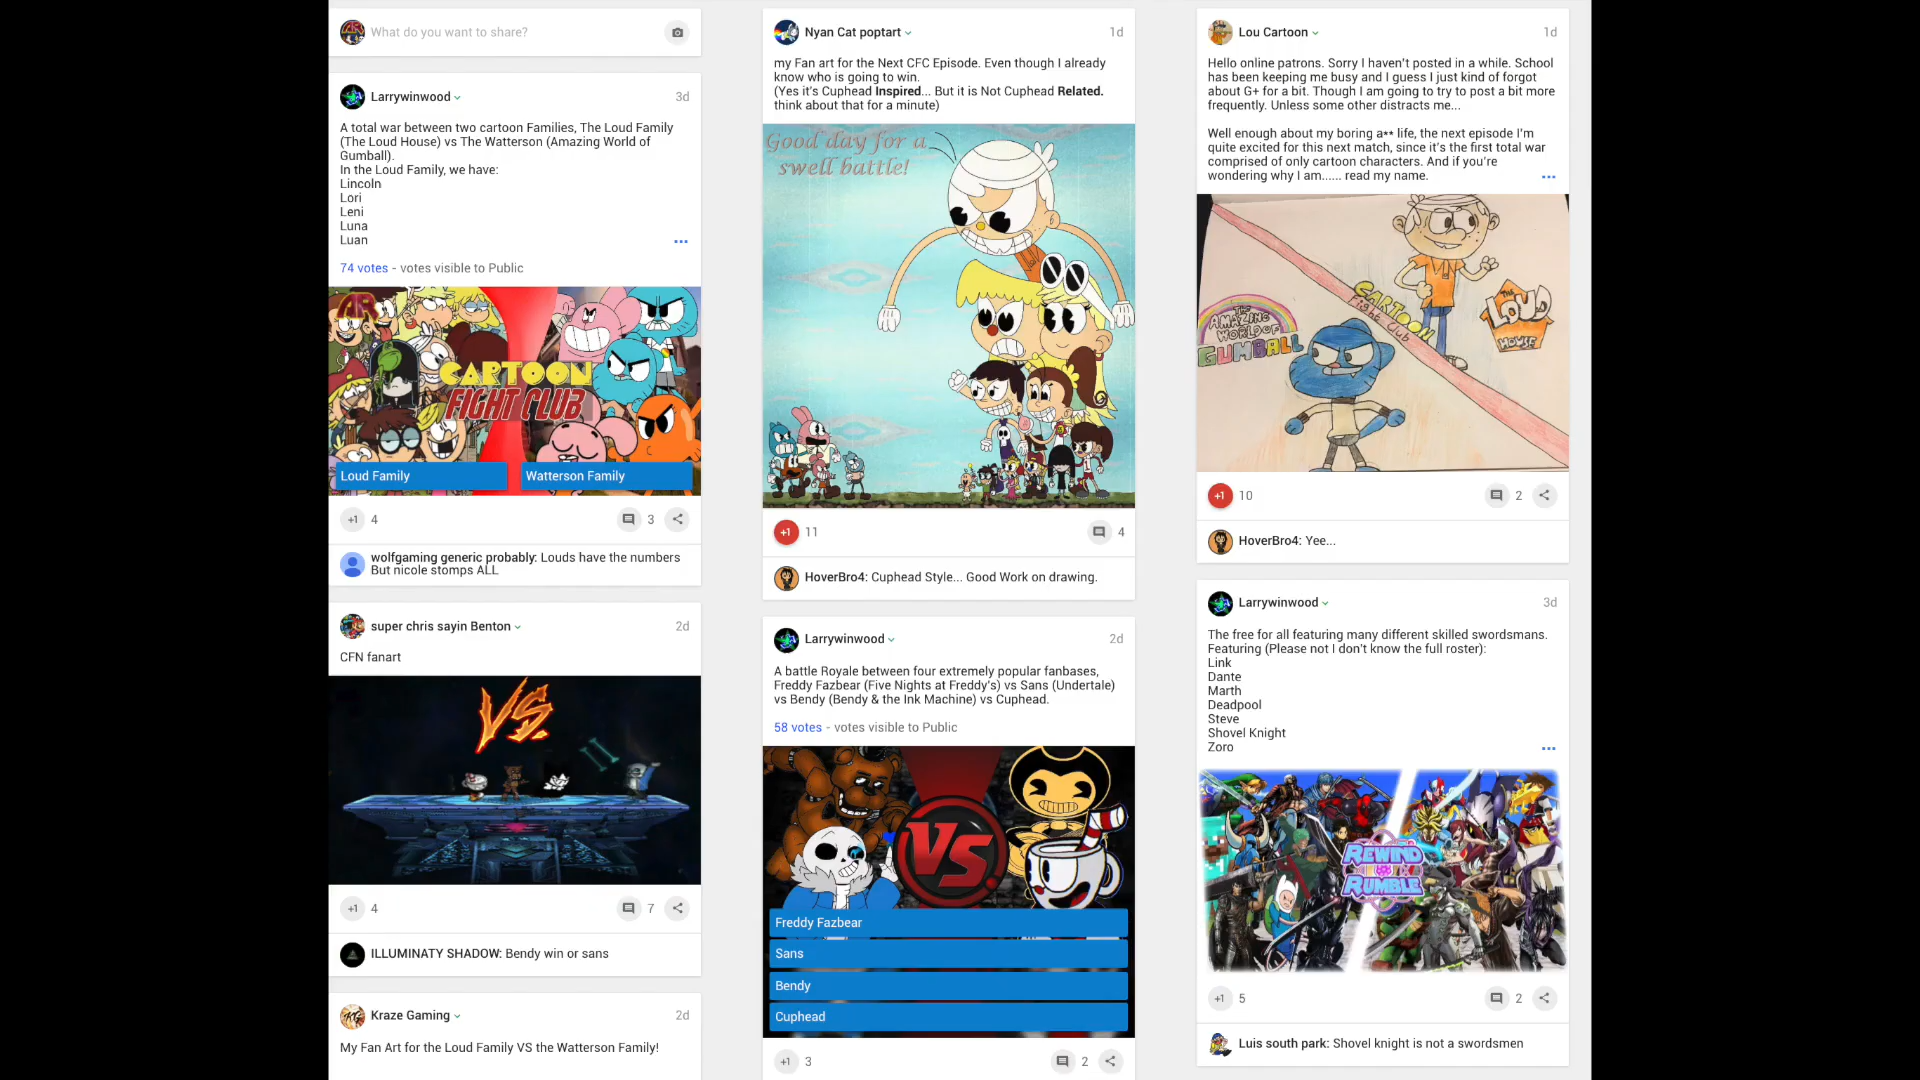 What do you want to share?
Larrywinwood
3d
A total war between two cartoon Families, The Loud Family
(The Loud House) vs The Watterson (Amazing World of
Gumball).
In the Loud Family, we have:
Lincoln
Lori
Leni
Luna
Luan
...
74 votes - votes visible to Public
AR
CARTOON
FIGHT CLUB
Loud Family
Watterson Family
+1 4
3
wolfgaming generic probably: Louds have the numbers
But nicole stomps ALL
super chris sayin Benton
2d
CFN fanart
VS.
+1 4
7
ILLUMINATY SHADOW: Bendy win or sans
Kraze Gaming
2d
My Fan Art for the Loud Family VS the Watterson Family!
Nyan Cat poptart
1d
my Fan art for the Next CFC Episode. Even though I already
know who is going to win.
(Yes it's Cuphead Inspired... But it is Not Cuphead Related.
think about that for a minute)
Good day for a
swell battle!
+1 11
4
HoverBro4: Cuphead Style... Good Work on drawing.
Larrywinwood
2d
A battle Royale between four extremely popular fanbases,
Freddy Fazbear (Five Nights at Freddy's) vs Sans (Undertale)
vs Bendy (Bendy & the Ink Machine) vs Cuphead.
58 votes - votes visible to Public
VS.
Freddy Fazbear
Sans
Bendy
Cuphead
+1 3
2
Lou Cartoon
1d
Hello online patrons. Sorry I haven't posted in a while. School
has been keeping me busy and I guess I just kind of forgot
about G+ for a bit. Though I am going to try to post a bit more
frequently. Unless some other distracts me...
Well enough about my boring a** life, the next episode I'm
quite excited for this next match, since it's the first total war
comprised of only cartoon characters. And if you're
wondering why I am...... read my name.
...
THE
AMAZING
WORLD OF
GUMBALL
CARTOON
Fight Club
THE
LOUD
HOUSE
+1 10
2
HoverBro4: Yee...
Larrywinwood
3d
The free for all featuring many different skilled swordsmans.
Featuring (Please not I don't know the full roster):
Link
Dante
Marth
Deadpool
Steve
Shovel Knight
Zoro
...
REWIND
RUMBLE
+1 5
2
Luis south park: Shovel knight is not a swordsmen